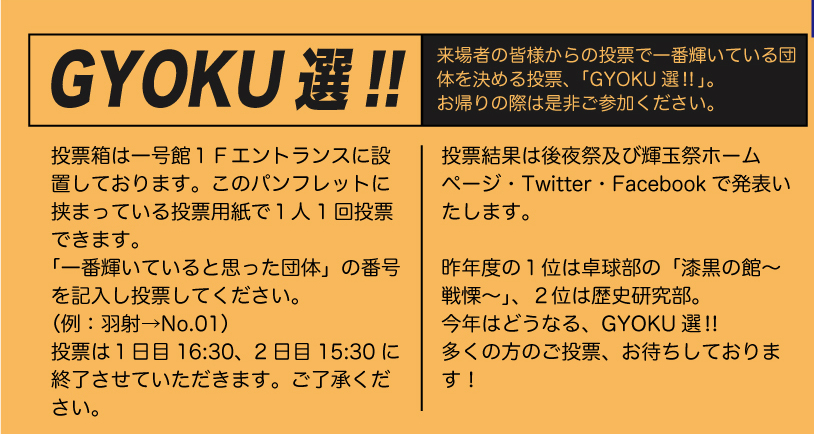 GYOKU 選 !!
来場者の皆様からの投票で一番輝いている団
体を決める投票、「GYOKU 選 !!」。
お帰りの際は是非ご参加ください。
投票箱は一号館１Ｆエントランスに設
置しております。このパンフレットに
挟まっている投票用紙で１人１回投票
できます。
「一番輝いていると思った団体」の番号
を記入し投票してください。
（例：羽射→No.01）
投票は１日目 16:30、２日目 15:30 に
終了させていただきます。ご了承くだ
さい。
投票結果は後夜祭及び輝玉祭ホーム
ページ・Twitter・Facebook で発表い
たします。
昨年度の１位は卓球部の「漆黒の館～
戦慄～」、２位は歴史研究部。
今年はどうなる、GYOKU 選 !!
多くの方のご投票、お待ちしておりま
す！